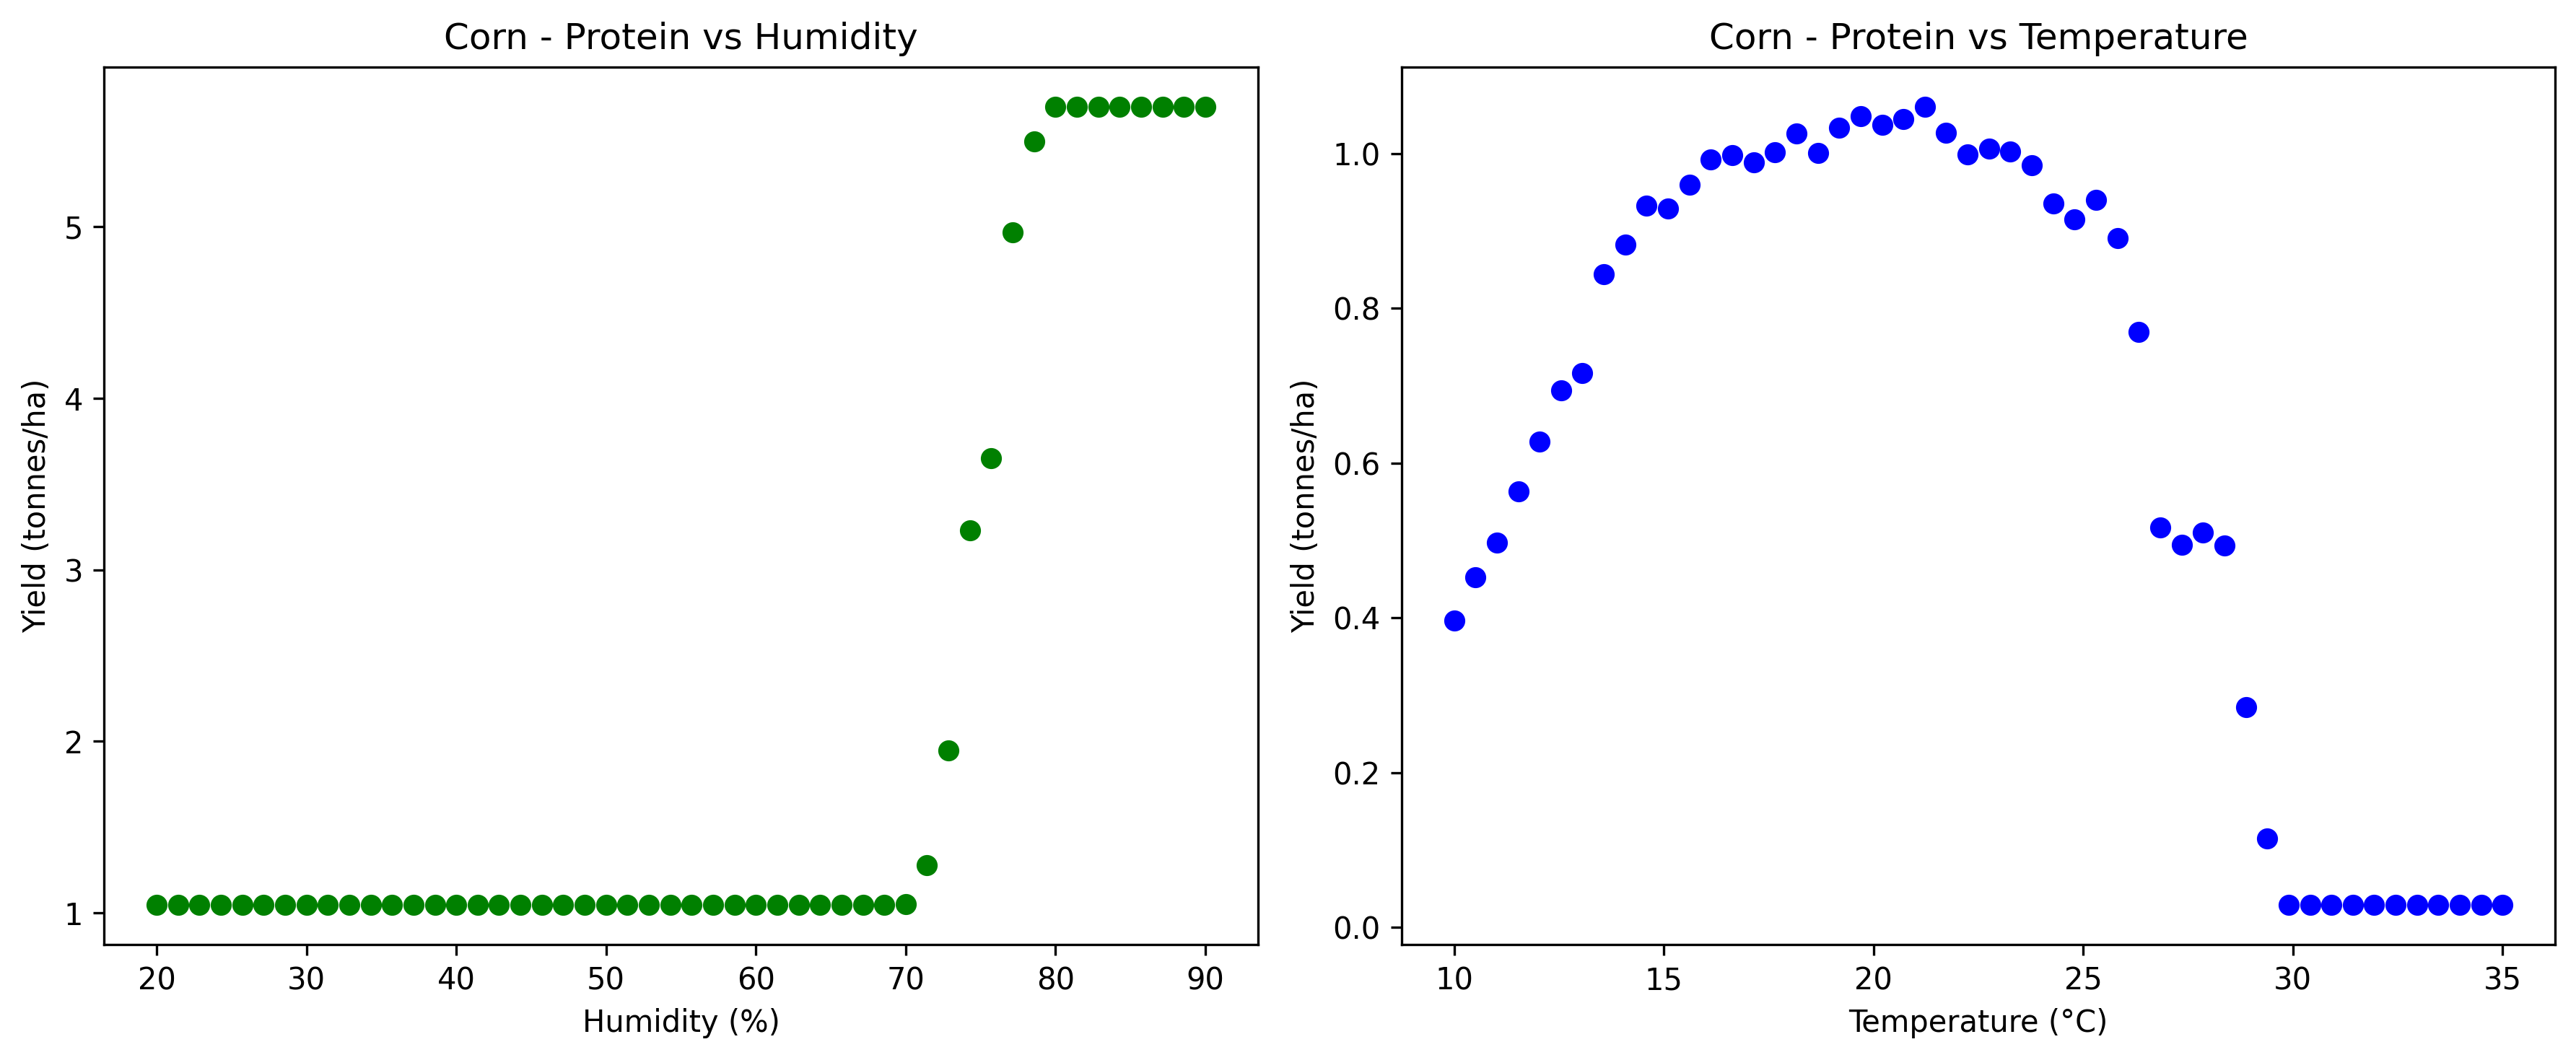 Corn - Protein vs Humidity
Yield (tonnes/ha)
5
4
3
2
1
20 30 40 50 60 70 80 90
Humidity (%)
Corn - Protein vs Temperature
Yield (tonnes/ha)
1.0
0.8
0.6
0.4
0.2
0.0
10 15 20 25 30 35
Temperature (°C)